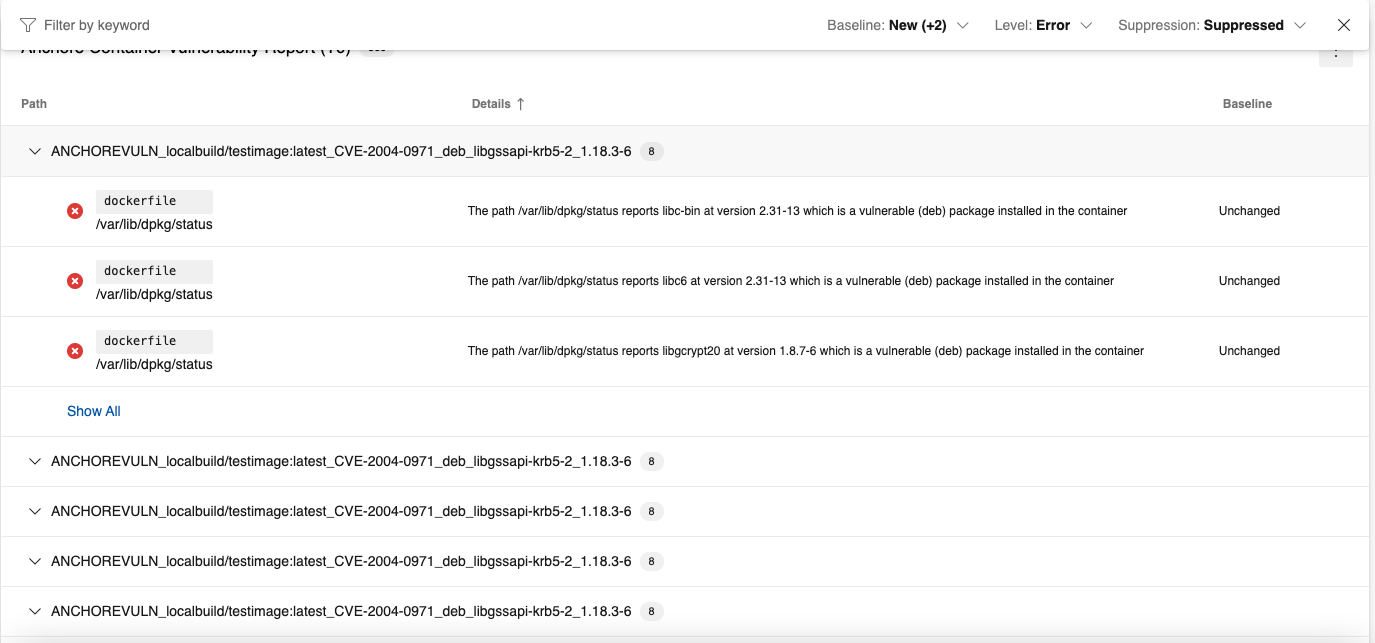 Filter by keyword
Baseline: New (+2)
Level: Error
Suppression: Suppressed
Anchore Container Vulnerability Report
Path
Details ↑
Baseline
ANCHOREVULN_localbuild/testimage:latest_CVE-2004-0971_deb_libgssapi-krb5-2_1.18.3-6 8
dockerfile
/var/lib/dpkg/status
The path /var/lib/dpkg/status reports libc-bin at version 2.31-13 which is a vulnerable (deb) package installed in the container
Unchanged
dockerfile
/var/lib/dpkg/status
The path /var/lib/dpkg/status reports libc6 at version 2.31-13 which is a vulnerable (deb) package installed in the container
Unchanged
dockerfile
/var/lib/dpkg/status
The path /var/lib/dpkg/status reports libgcrypt20 at version 1.8.7-6 which is a vulnerable (deb) package installed in the container
Unchanged
Show All
ANCHOREVULN_localbuild/testimage:latest_CVE-2004-0971_deb_libgssapi-krb5-2_1.18.3-6 8
ANCHOREVULN_localbuild/testimage:latest_CVE-2004-0971_deb_libgssapi-krb5-2_1.18.3-6 8
ANCHOREVULN_localbuild/testimage:latest_CVE-2004-0971_deb_libgssapi-krb5-2_1.18.3-6 8
ANCHOREVULN_localbuild/testimage:latest_CVE-2004-0971_deb_libgssapi-krb5-2_1.18.3-6 8